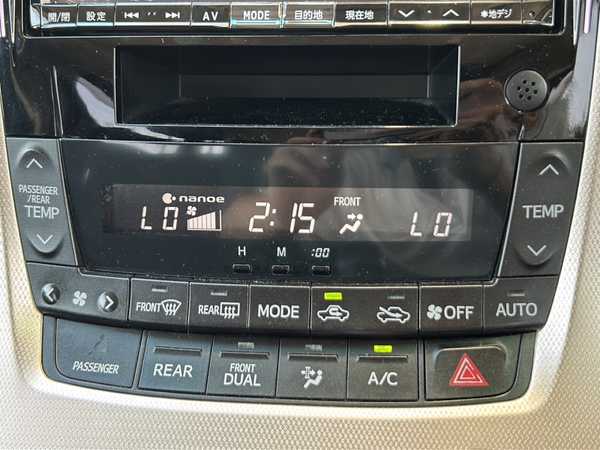 開/閉 設定 AV MODE 目的地 現在地 ✱地デジ
nanoe FRONT
LO 2:15 LO
PASSENGER
/REAR
TEMP
TEMP
H M :00
FRONT REAR MODE OFF AUTO
PASSENGER REAR FRONT
DUAL A/C